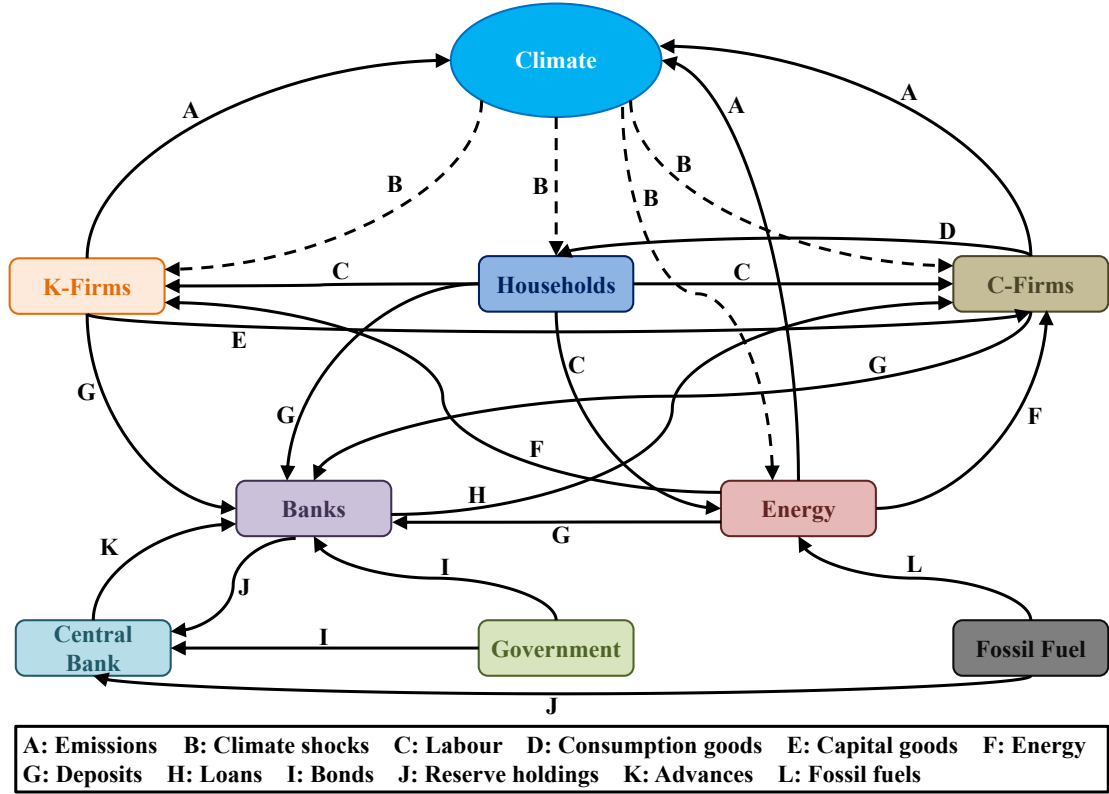 Climate
A
A
A
B
B
B
B
D
K-Firms
C
Households
C
C-Firms
E
C
G
G
G
F
F
H
Banks
Energy
G
K
J
I
L
Central
Bank
I
Government
Fossil Fuel
J
A: Emissions B: Climate shocks C: Labour D: Consumption goods E: Capital goods F: Energy
G: Deposits H: Loans I: Bonds J: Reserve holdings K: Advances L: Fossil fuels